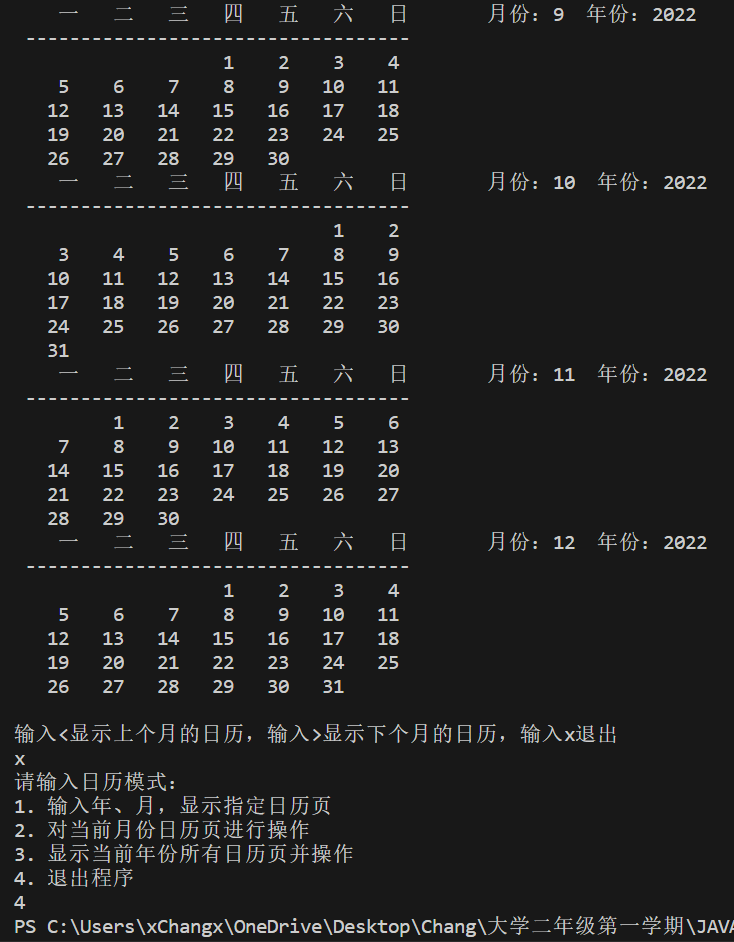 一 二 三 四 五 六 日 月份：9 年份：2022
-----------------------------------
1 2 3 4
5 6 7 8 9 10 11
12 13 14 15 16 17 18
19 20 21 22 23 24 25
26 27 28 29 30
一 二 三 四 五 六 日 月份：10 年份：2022
-----------------------------------
1 2
3 4 5 6 7 8 9
10 11 12 13 14 15 16
17 18 19 20 21 22 23
24 25 26 27 28 29 30
31
一 二 三 四 五 六 日 月份：11 年份：2022
-----------------------------------
1 2 3 4 5 6
7 8 9 10 11 12 13
14 15 16 17 18 19 20
21 22 23 24 25 26 27
28 29 30
一 二 三 四 五 六 日 月份：12 年份：2022
-----------------------------------
1 2 3 4
5 6 7 8 9 10 11
12 13 14 15 16 17 18
19 20 21 22 23 24 25
26 27 28 29 30 31
输入<显示上个月的日历，输入>显示下个月的日历，输入x退出
x
请输入日历模式：
1. 输入年、月，显示指定日历页
2. 对当前月份日历页进行操作
3. 显示当前年份所有日历页并操作
4. 退出程序
4
PS C:\Users\xChangx\OneDrive\Desktop\Chang\大学二年级第一学期\JAVA